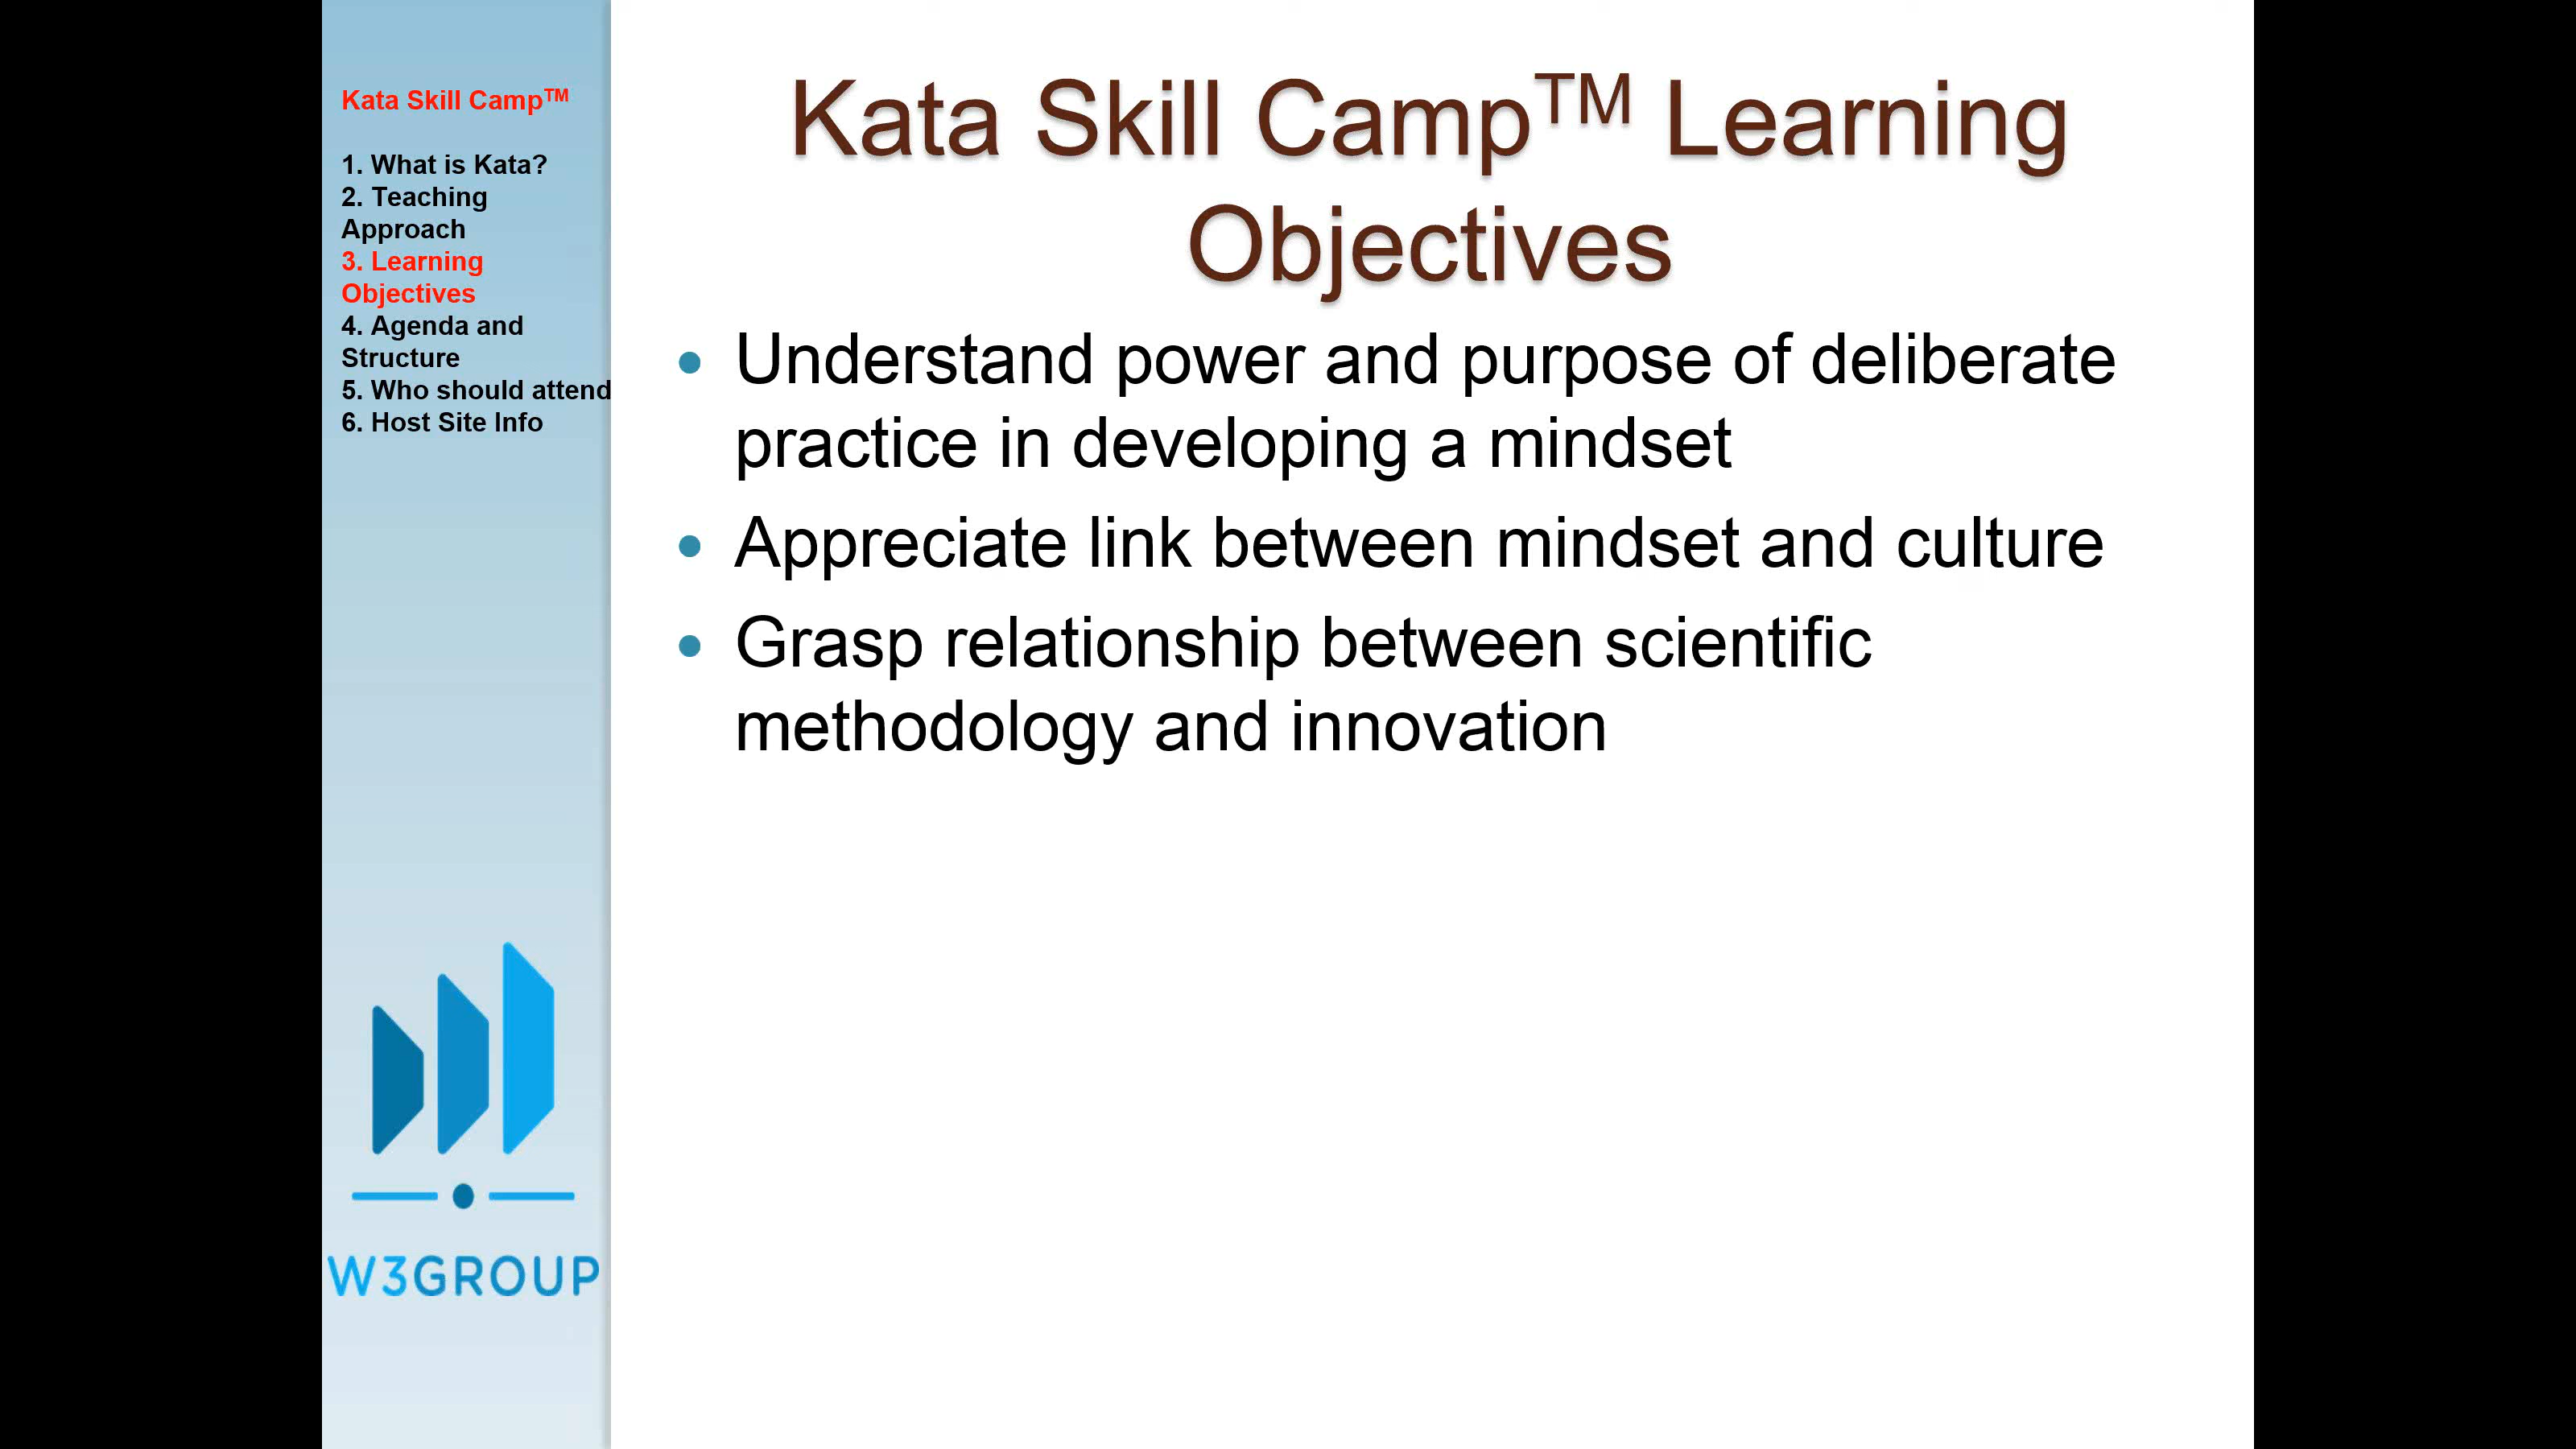 Kata Skill Camp™
1. What is Kata?
2. Teaching
Approach
3. Learning
Objectives
4. Agenda and
Structure
5. Who should attend
6. Host Site Info
W3GROUP
Kata Skill Camp™ Learning
Objectives
• Understand power and purpose of deliberate
practice in developing a mindset
• Appreciate link between mindset and culture
• Grasp relationship between scientific
methodology and innovation